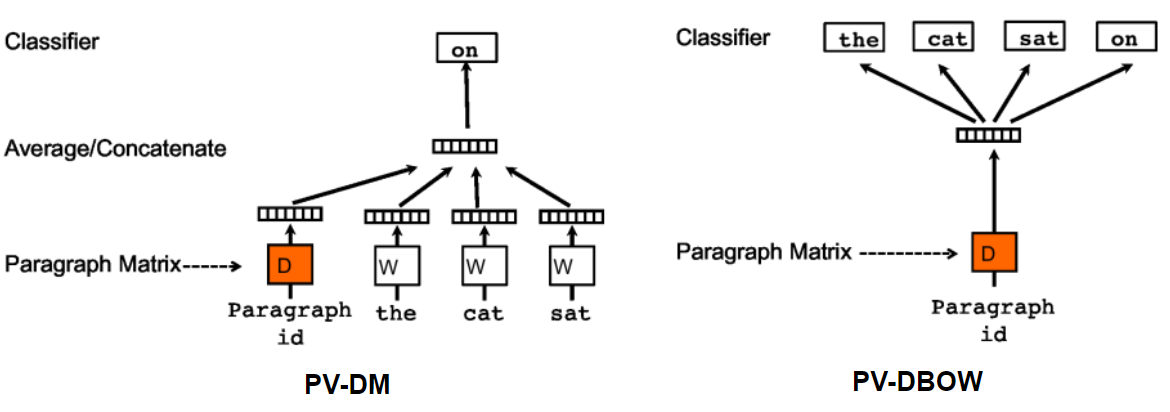 Classifier
on
Average/Concatenate
Paragraph Matrix
D
W
W
W
Paragraph
id
the
cat
sat
PV-DM
Classifier
the
cat
sat
on
Paragraph Matrix
D
Paragraph
id
PV-DBOW